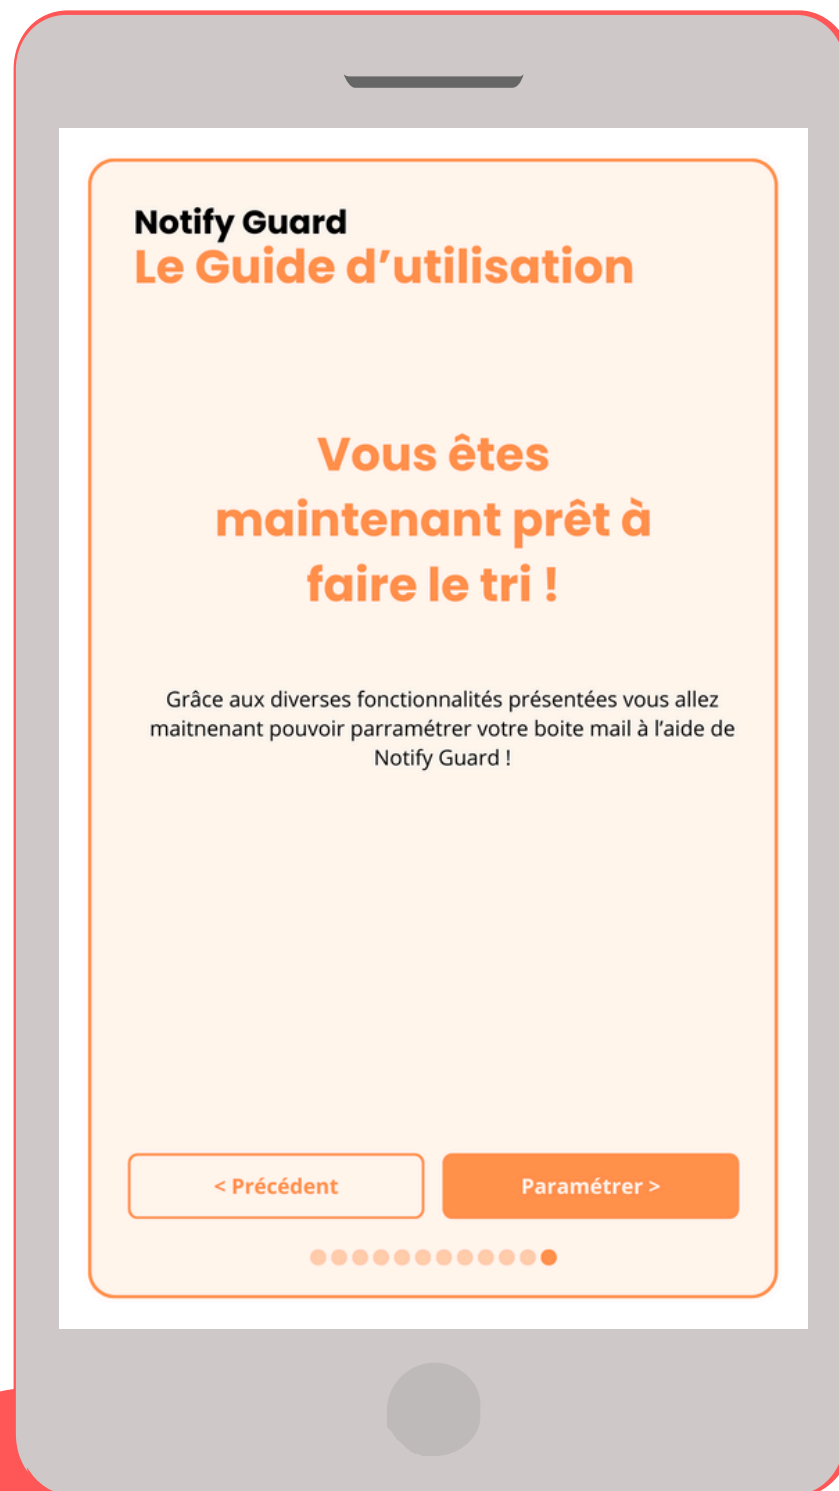 Notify Guard
Le Guide d’utilisation
Vous êtes
maintenant prêt à
faire le tri !
Grâce aux diverses fonctionnalités présentées vous allez
maitnenant pouvoir parramétrer votre boite mail à l’aide de
Notify Guard !
< Précédent
Paramétrer >